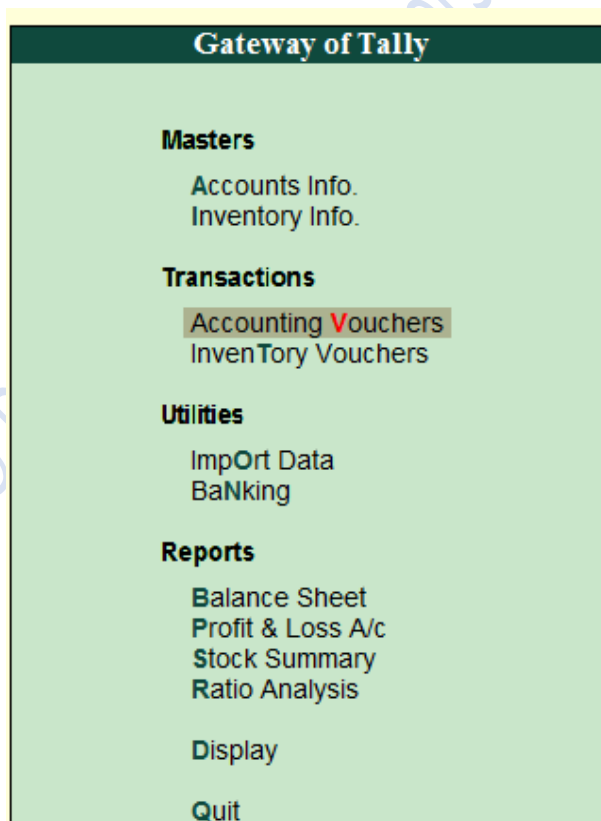 Gateway of Tally
Masters
Accounts Info.
Inventory Info.
Transactions
Accounting Vouchers
InvenTory Vouchers
Utilities
ImpOrt Data
BaNking
Reports
Balance Sheet
Profit & Loss A/c
Stock Summary
Ratio Analysis
Display
Quit